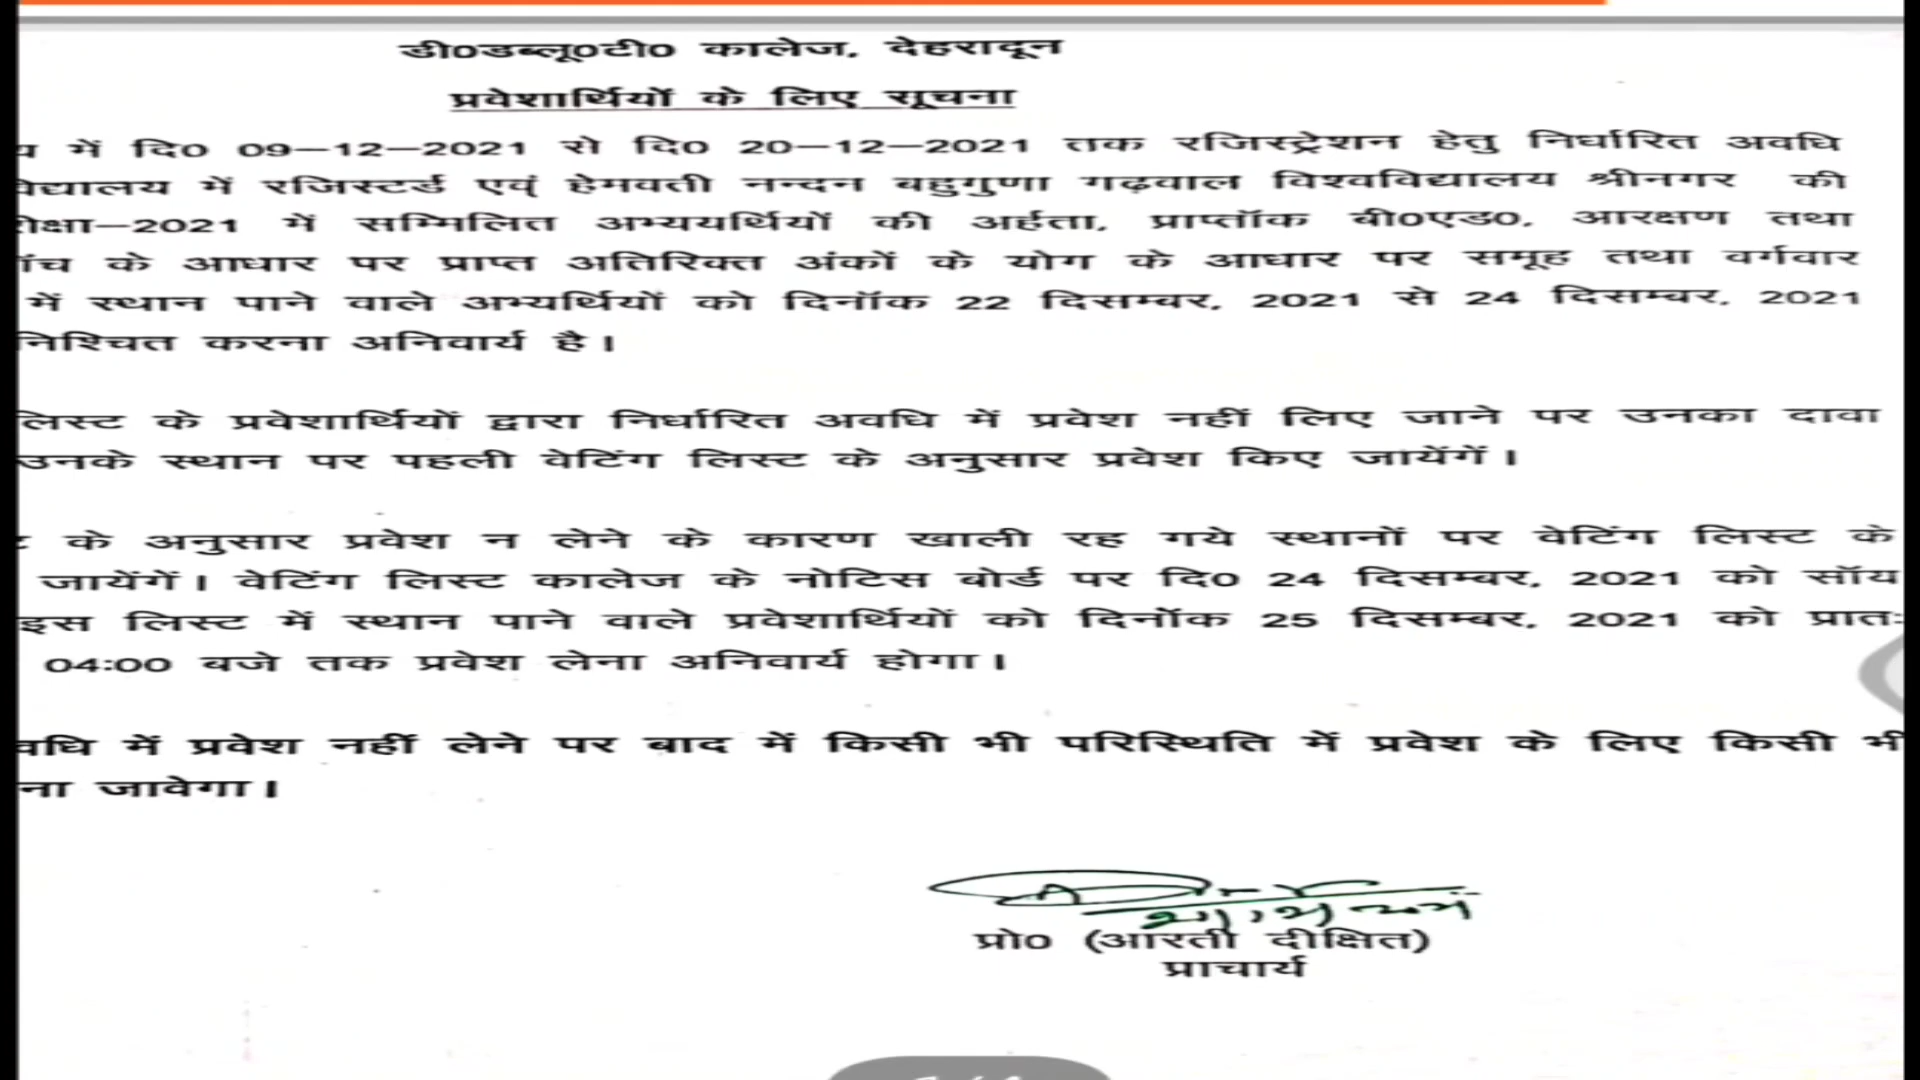 डी0डब्लू0टी0 कालेज, देहरादून
प्रवेशार्थियों के लिए सूचना
में दि0 09–12–2021 से दि0 20–12–2021 तक रजिस्ट्रेशन हेतु निर्धारित अवधि
में रजिस्टर्ड एवं हेमवती नन्दन बहुगुणा गढ़वाल विश्वविद्यालय श्रीनगर की
–2021 में सम्मिलित अभ्ययर्थियों की अर्हता, प्राप्तॉक बी0एड0, आरक्षण तथा
के आधार पर प्राप्त अतिरिक्त अंकों के योग के आधार पर समूह तथा वर्गवार
में स्थान पाने वाले अभ्यर्थियों को दिनॉक 22 दिसम्बर, 2021 से 24 दिसम्बर, 2021
निश्चित करना अनिवार्य है।
लिस्ट के प्रवेशार्थियों द्वारा निर्धारित अवधि में प्रवेश नहीं लिए जाने पर उनका दावा
उनके स्थान पर पहली वेटिंग लिस्ट के अनुसार प्रवेश किए जायेंगें।
के अनुसार प्रवेश न लेने के कारण खाली रह गये स्थानों पर वेटिंग लिस्ट के
जायेंगें। वेटिंग लिस्ट कालेज के नोटिस बोर्ड पर दि0 24 दिसम्बर, 2021 को सॉय
इस लिस्ट में स्थान पाने वाले प्रवेशार्थियों को दिनॉक 25 दिसम्बर, 2021 को प्रातः
04:00 बजे तक प्रवेश लेना अनिवार्य होगा।
में प्रवेश नहीं लेने पर बाद में किसी भी परिस्थिति में प्रवेश के लिए किसी भी
ना जावेगा।
प्रो0 (आरती दीक्षित)
प्राचार्य